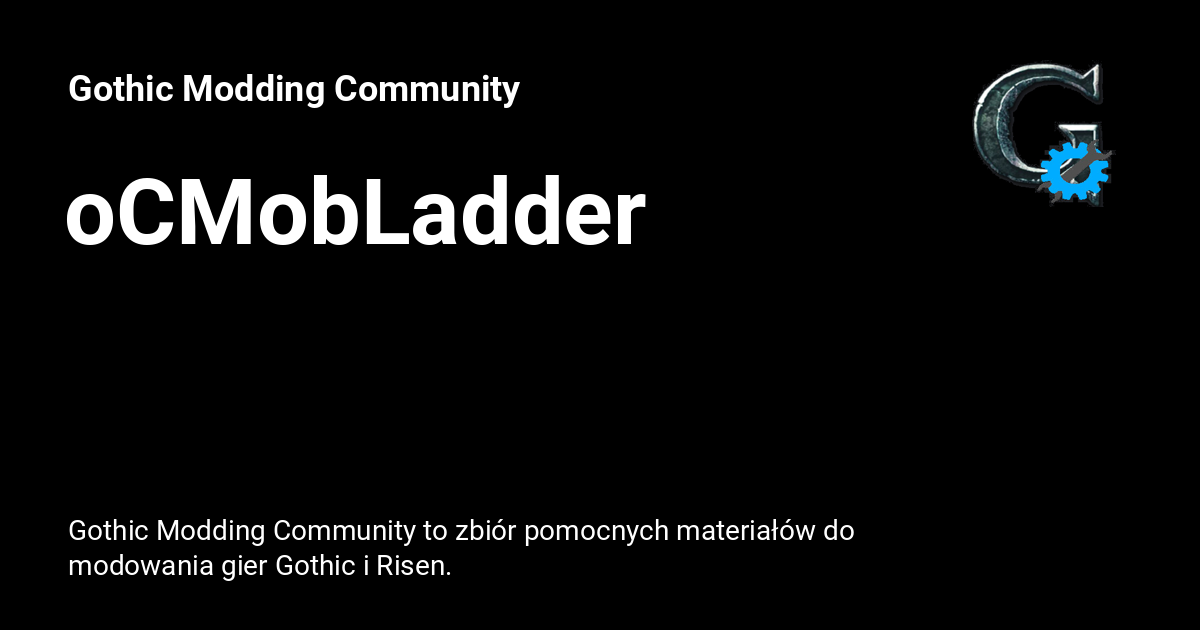 Gothic Modding Community
oCMobLadder
Gothic Modding Community to zbiór pomocnych materiałów do
modowania gier Gothic i Risen.